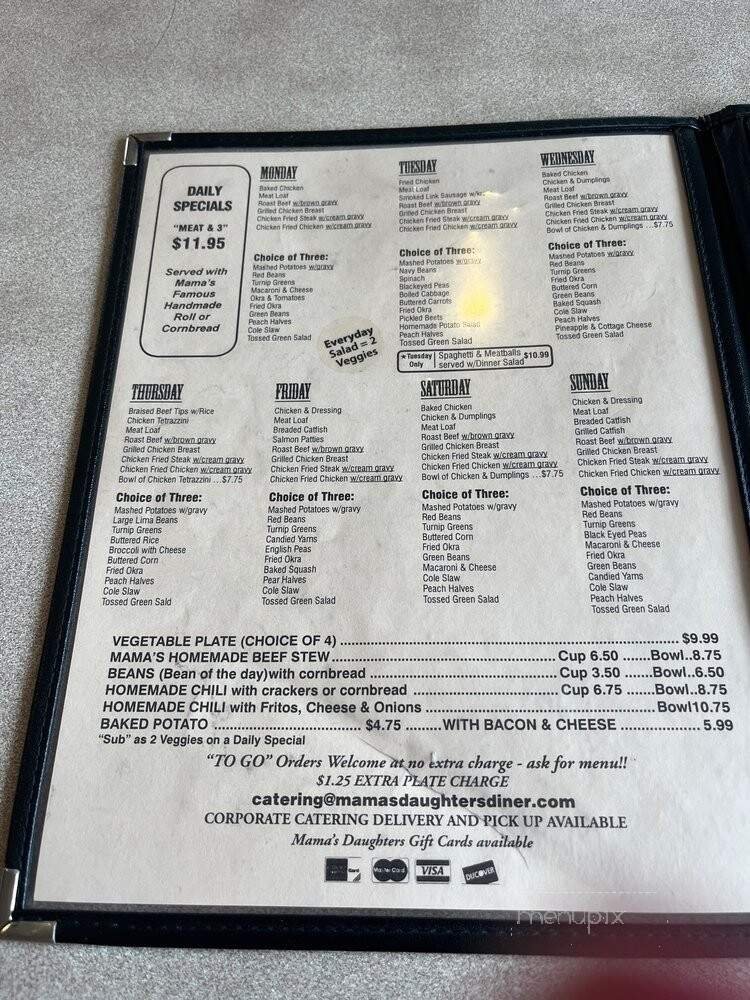 DAILY
SPECIALS
"MEAT & 3"
$11.95
Served with
Mama's
Famous
Handmade
Roll or
Cornbread
MONDAY
Baked Chicken
Meat Loaf
Roast Beef w/brown gravy
Grilled Chicken Breast
Chicken Fried Steak w/cream gravy
Chicken Fried Chicken w/cream gravy
Choice of Three:
Mashed Potatoes w/gravy
Red Beans
Turnip Greens
Macaroni & Cheese
Okra & Tomatoes
Fried Okra
Green Beans
Peach Halves
Cole Slaw
Tossed Green Salad
Everyday
Salad = 2
Veggies
TUESDAY
Fried Chicken
Meat Loaf
Smoked Link Sausage
Roast Beef w/brown gravy
Grilled Chicken Breast
Chicken Fried Steak w/cream gravy
Chicken Fried Chicken w/cream gravy
Choice of Three:
Mashed Potatoes w/gravy
Navy Beans
Spinach
Blackeyed Peas
Boiled Cabbage
Buttered Carrots
Fried Okra
Pickled Beets
Homemade Potato Salad
Peach Halves
Tossed Green Salad
★Tuesday Only Spaghetti & Meatballs $10.99
served w/Dinner Salad
WEDNESDAY
Baked Chicken
Chicken & Dumplings
Meat Loaf
Roast Beef w/brown gravy
Grilled Chicken Breast
Chicken Fried Steak w/cream gravy
Chicken Fried Chicken w/cream gravy
Bowl of Chicken & Dumplings ...$7.75
Choice of Three:
Mashed Potatoes w/gravy
Red Beans
Turnip Greens
Fried Okra
Buttered Corn
Green Beans
Baked Squash
Cole Slaw
Peach Halves
Pineapple & Cottage Cheese
Tossed Green Salad
THURSDAY
Braised Beef Tips w/Rice
Chicken Tetrazzini
Meat Loaf
Roast Beef w/brown gravy
Grilled Chicken Breast
Chicken Fried Steak w/cream gravy
Chicken Fried Chicken w/cream gravy
Bowl of Chicken Tetrazzini ...$7.75
Choice of Three:
Mashed Potatoes w/gravy
Large Lima Beans
Turnip Greens
Buttered Rice
Broccoli with Cheese
Buttered Corn
Fried Okra
Peach Halves
Cole Slaw
Tossed Green Salad
FRIDAY
Chicken & Dressing
Meat Loaf
Breaded Catfish
Salmon Patties
Roast Beef w/brown gravy
Grilled Chicken Breast
Chicken Fried Steak w/cream gravy
Chicken Fried Chicken w/cream gravy
Choice of Three:
Mashed Potatoes w/gravy
Red Beans
Turnip Greens
Candied Yams
English Peas
Fried Okra
Baked Squash
Pear Halves
Cole Slaw
Tossed Green Salad
SATURDAY
Baked Chicken
Chicken & Dumplings
Meat Loaf
Roast Beef w/brown gravy
Grilled Chicken Breast
Chicken Fried Steak w/cream gravy
Chicken Fried Chicken w/cream gravy
Bowl of Chicken & Dumplings ...$7.75
Choice of Three:
Mashed Potatoes w/gravy
Red Beans
Turnip Greens
Buttered Corn
Fried Okra
Green Beans
Macaroni & Cheese
Cole Slaw
Peach Halves
Tossed Green Salad
SUNDAY
Chicken & Dressing
Meat Loaf
Breaded Catfish
Grilled Catfish
Roast Beef w/brown gravy
Grilled Chicken Breast
Chicken Fried Steak w/cream gravy
Chicken Fried Chicken w/cream gravy
Choice of Three:
Mashed Potatoes w/gravy
Red Beans
Turnip Greens
Black Eyed Peas
Macaroni & Cheese
Fried Okra
Green Beans
Candied Yams
Cole Slaw
Peach Halves
Tossed Green Salad
VEGETABLE PLATE (CHOICE OF 4) ........ $9.99
MAMA'S HOMEMADE BEEF STEW........ Cup 6.50 ......Bowl..8.75
BEANS (Bean of the day)with cornbread ........ Cup 3.50 ......Bowl..6.50
HOMEMADE CHILI with crackers or cornbread ........ Cup 6.75 ......Bowl..8.75
HOMEMADE CHILI with Fritos, Cheese & Onions ........Bowl10.75
BAKED POTATO ........ $4.75 .........WITH BACON & CHEESE ........ 5.99
"Sub" as 2 Veggies on a Daily Special
"TO GO" Orders Welcome at no extra charge - ask for menu!!
$1.25 EXTRA PLATE CHARGE
catering@mamasdaughtersdiner.com
CORPORATE CATERING DELIVERY AND PICK UP AVAILABLE
Mama's Daughters Gift Cards available
MasterCard VISA DISCOVER
menupix